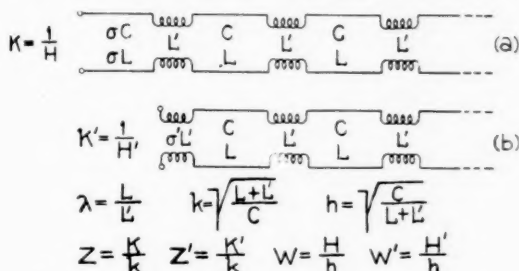 K = 1/H σC L' C L' C L' (a)
σL L L
K' = 1/H' σ'L' C L' C L' (b)
L L
λ = L/L' k = √(L+L'/C) h = √(C/L+L')
Z = K/k Z' = K'/k W = H/h W' = H'/h